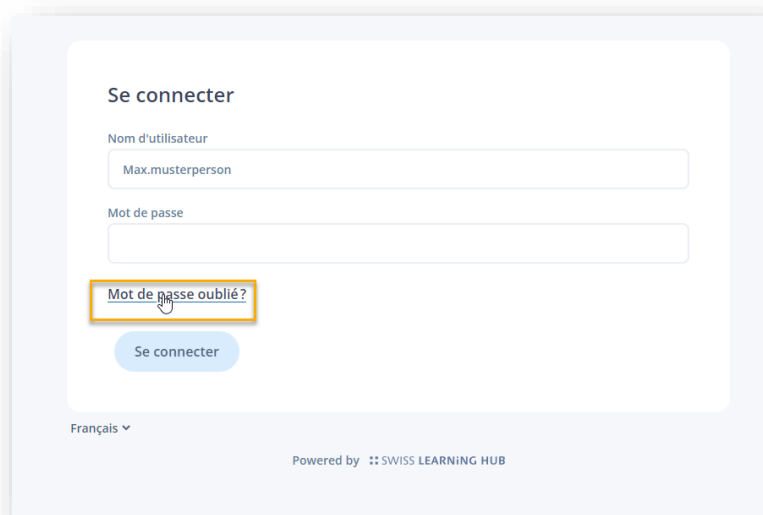 Se connecter
Nom d'utilisateur
Max.musterperson
Mot de passe
Mot de passe oublié ?
Se connecter
Français
Powered by SWISS LEARNiNG HUB